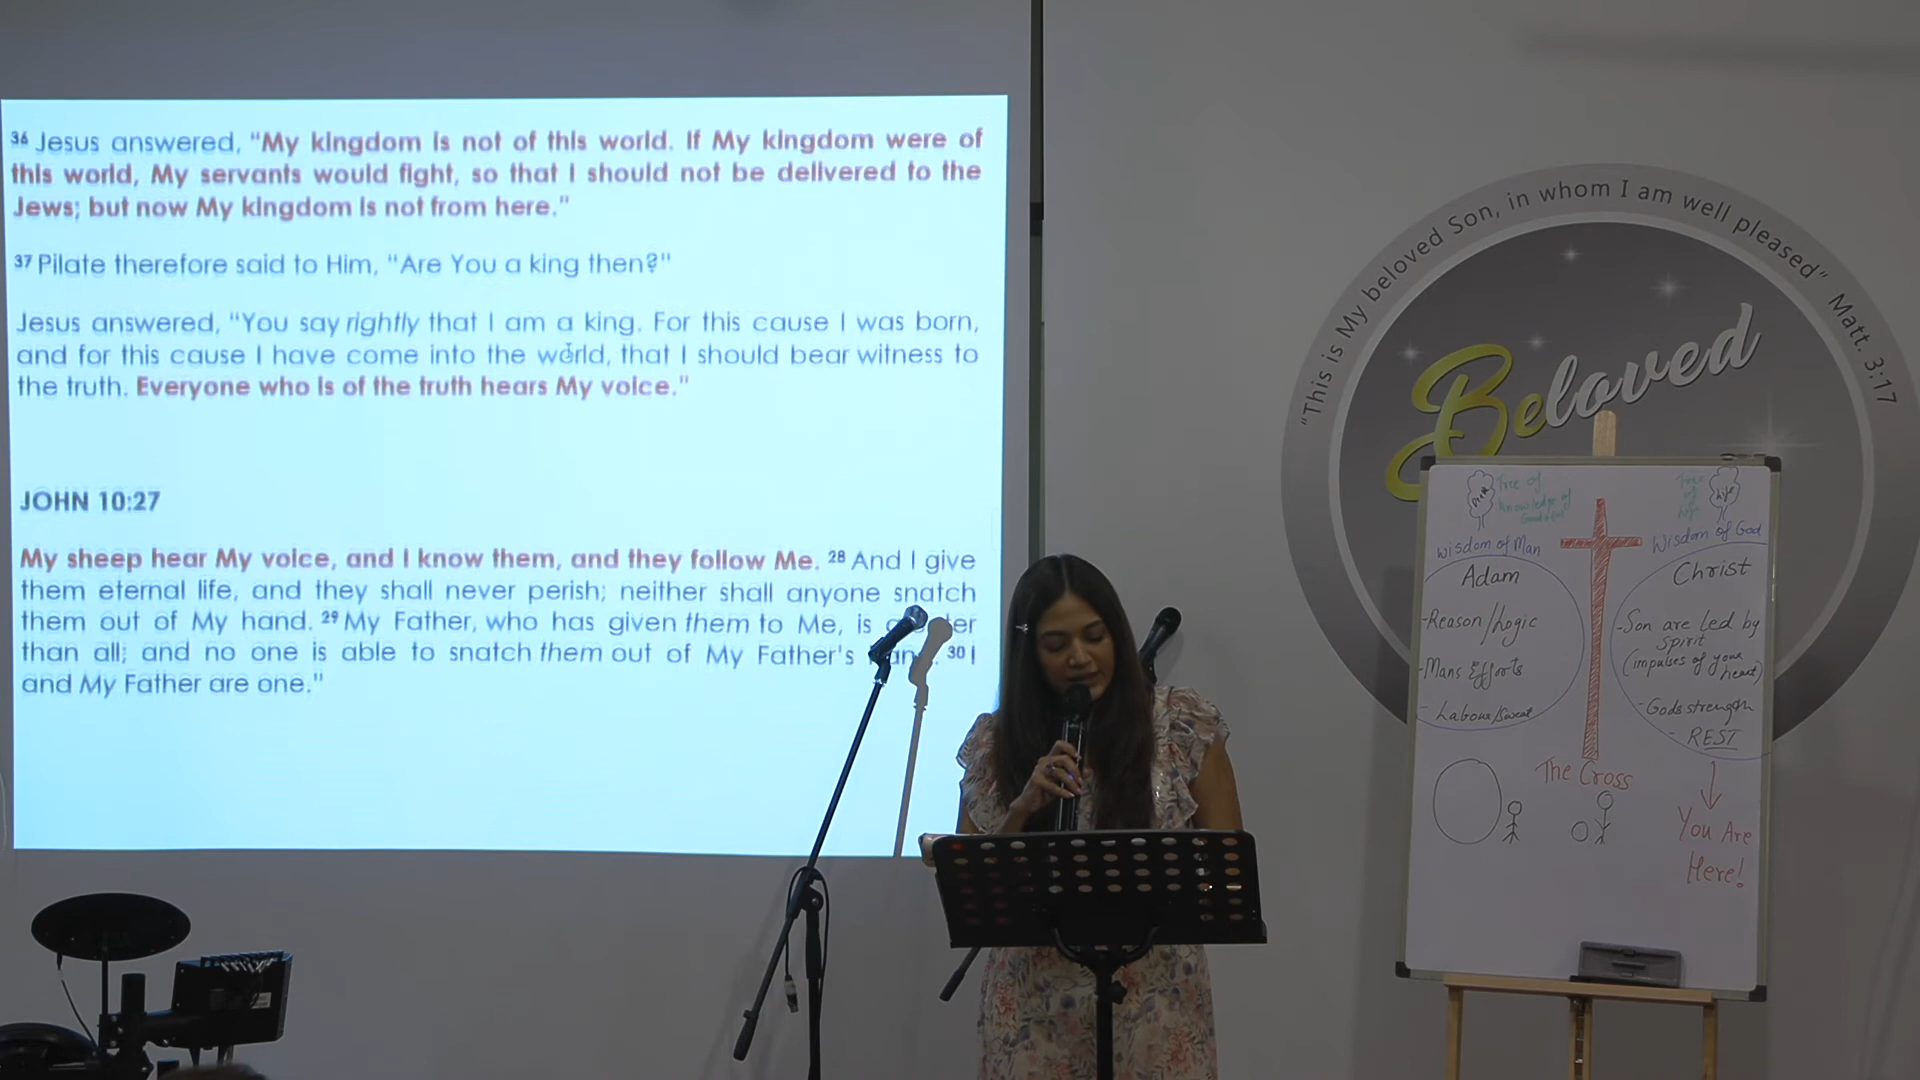 36 Jesus answered, "My kingdom is not of this world. If My kingdom were of
this world, My servants would fight, so that I should not be delivered to the
Jews; but now My kingdom is not from here."
37 Pilate therefore said to Him, "Are You a king then?"
Jesus answered, "You say rightly that I am a king. For this cause I was born,
and for this cause I have come into the world, that I should bear witness to
the truth. Everyone who is of the truth hears My voice."
JOHN 10:27
My sheep hear My voice, and I know them, and they follow Me. 28 And I give
them eternal life, and they shall never perish; neither shall anyone snatch
them out of My hand. 29 My Father, who has given them to Me, is
than all; and no one is able to snatch them out of My Father's 30 I
and My Father are one."
"This is My beloved Son, in whom I am well pleased" Matt. 3:17
Beloved
Tree of
Knowledge of
Tree
of
Life
Wisdom of Man
Wisdom of God
Adam
-Reason/Logic
-Mans Efforts
- Labour/Sweat
Christ
-Son are led by
spirit
(impulses of your
heart)
-Gods strength
- REST
The Cross
You Are
Here!